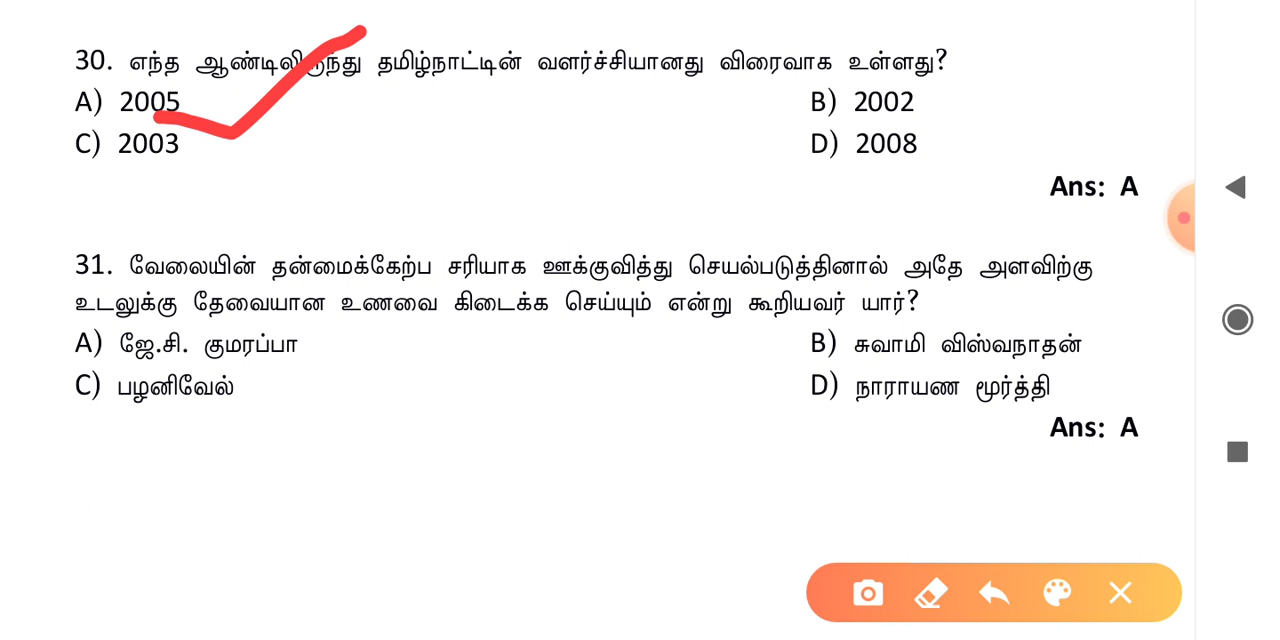 30. எந்த ஆண்டிலிருந்து தமிழ்நாட்டின் வளர்ச்சியானது விரைவாக உள்ளது?
A) 2005 B) 2002
C) 2003 D) 2008
Ans: A
31. வேலையின் தன்மைக்கேற்ப சரியாக ஊக்குவித்து செயல்படுத்தினால் அதே அளவிற்கு
உடலுக்கு தேவையான உணவை கிடைக்க செய்யும் என்று கூறியவர் யார்?
A) ஜே.சி. குமரப்பா B) சுவாமி விஸ்வநாதன்
C) பழனிவேல் D) நாராயண மூர்த்தி
Ans: A